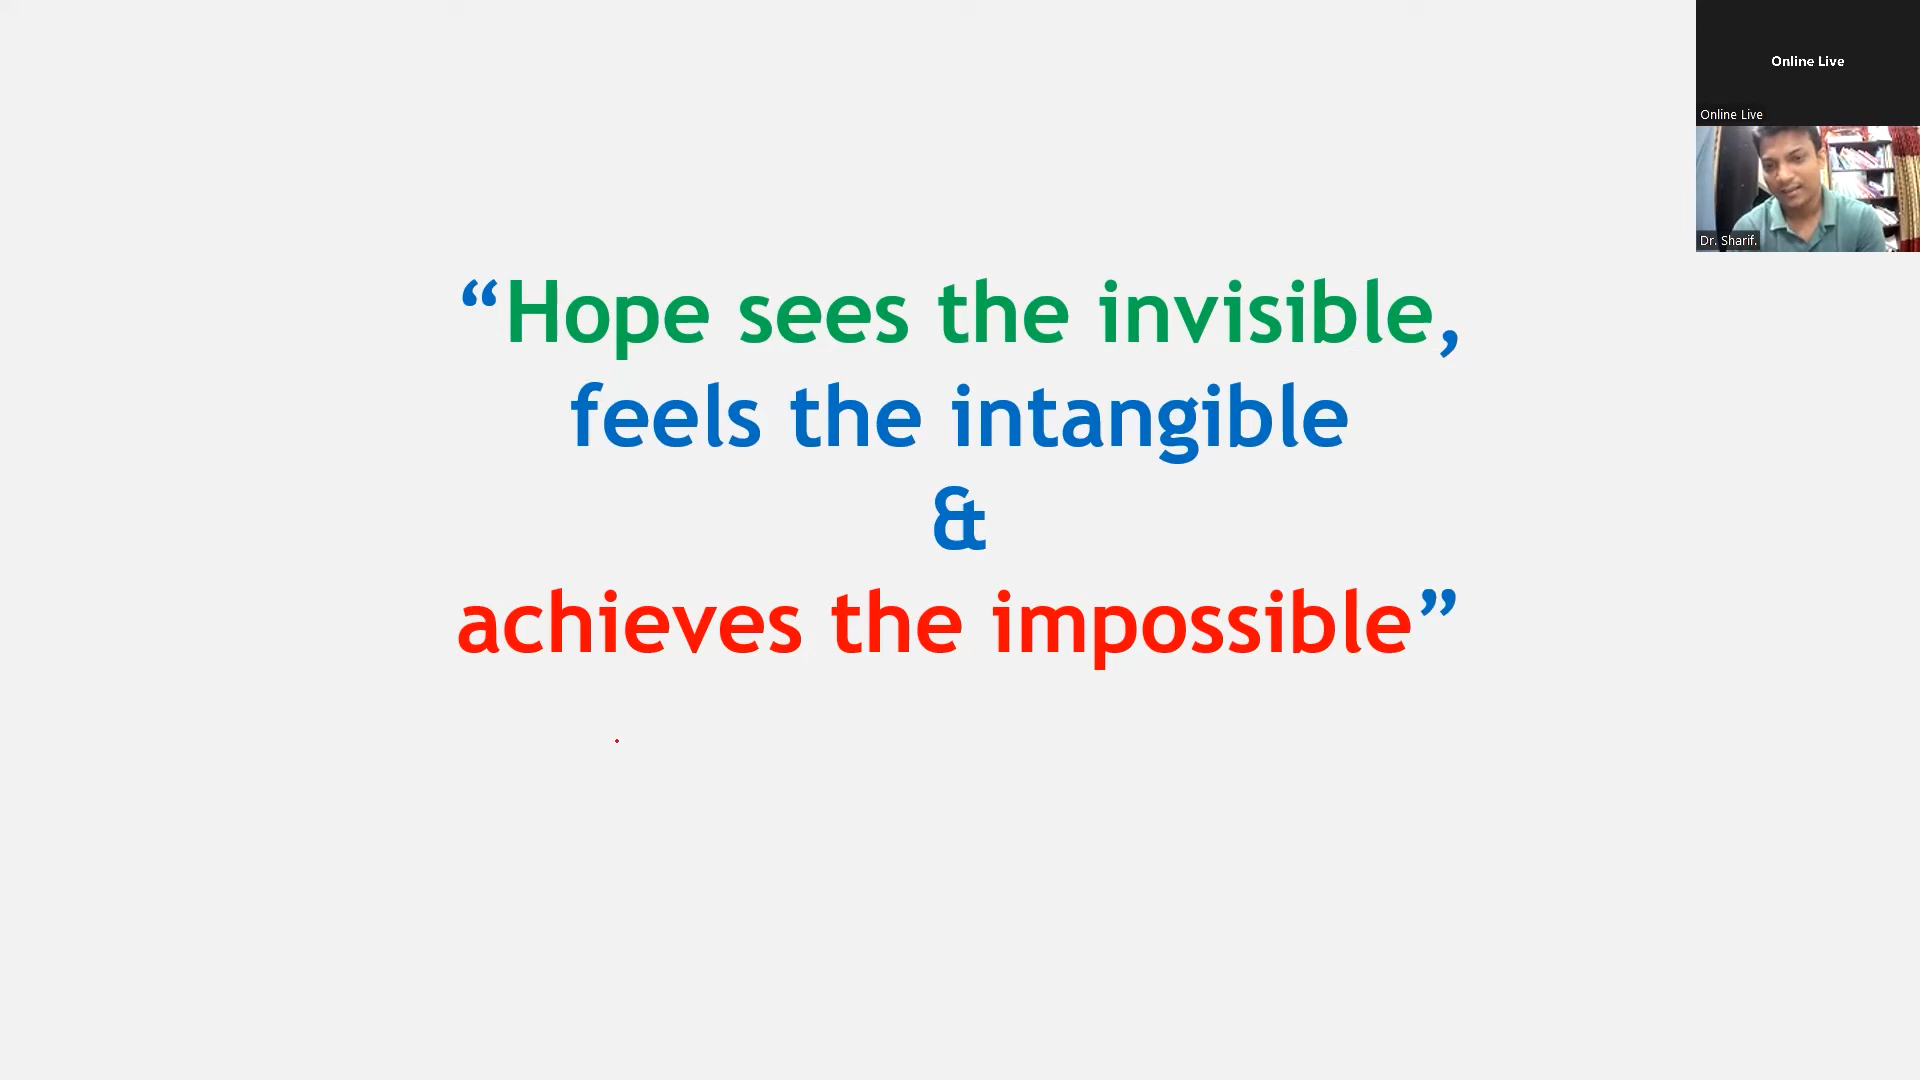 Online Live
Online Live
Dr. Sharif.
“Hope sees the invisible,
feels the intangible
&
achieves the impossible”